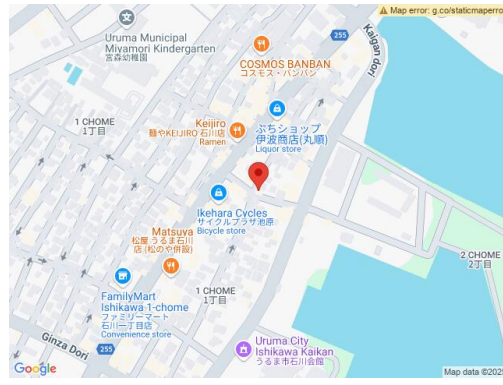 Map error: g.co/staticmaperro
Uruma Municipal
Miyamori Kindergarten
宮森幼稚園
255
Kaigan dori
COSMOS BANBAN
コスモス・バンバン
Keijiro
麺やKEIJIRO 石川店
Ramen
1 CHOME
1丁目
ぷちショップ
伊波商店(丸順)
Liquor store
Ikehara Cycles
サイクルプラザ池原
Bicycle store
Matsuya
松屋 うるま石川
店 (松のや併設)
2 CHOME
2丁目
FamilyMart
Ishikawa 1-chome
ファミリーマート
石川一丁目店
Convenience store
1 CHOME
1丁目
Ginza Dori
255
Uruma City
Ishikawa Kaikan
うるま市石川会館
Google
Map data ©2025